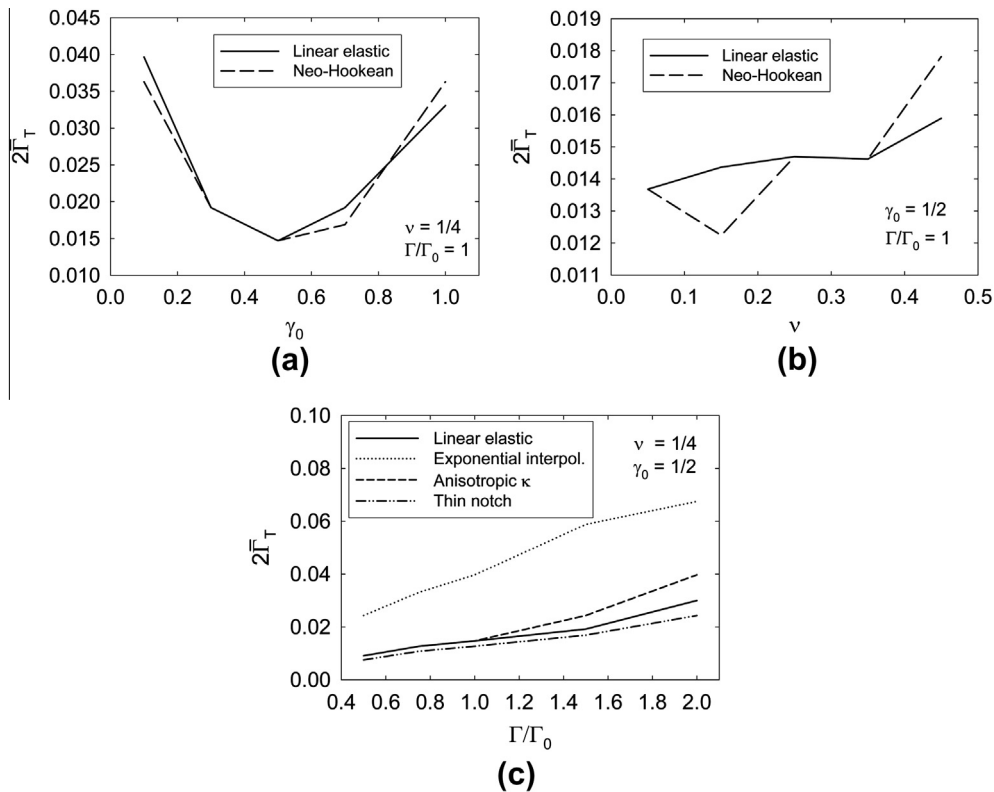 0.045
0.040
0.035
0.030
0.025
0.020
0.015
0.010
2Γ̿_T
Linear elastic
Neo-Hookean
ν = 1/4
Γ/Γ₀ = 1
0.0 0.2 0.4 0.6 0.8 1.0
γ₀
(a)
0.019
0.018
0.017
0.016
0.015
0.014
0.013
0.012
0.011
2Γ̿_T
Linear elastic
Neo-Hookean
γ₀ = 1/2
Γ/Γ₀ = 1
0.0 0.1 0.2 0.3 0.4 0.5
ν
(b)
0.10
0.08
0.06
0.04
0.02
0.00
2Γ̿_T
Linear elastic
Exponential interpol.
Anisotropic κ
Thin notch
ν = 1/4
γ₀ = 1/2
0.4 0.6 0.8 1.0 1.2 1.4 1.6 1.8 2.0
Γ/Γ₀
(c)